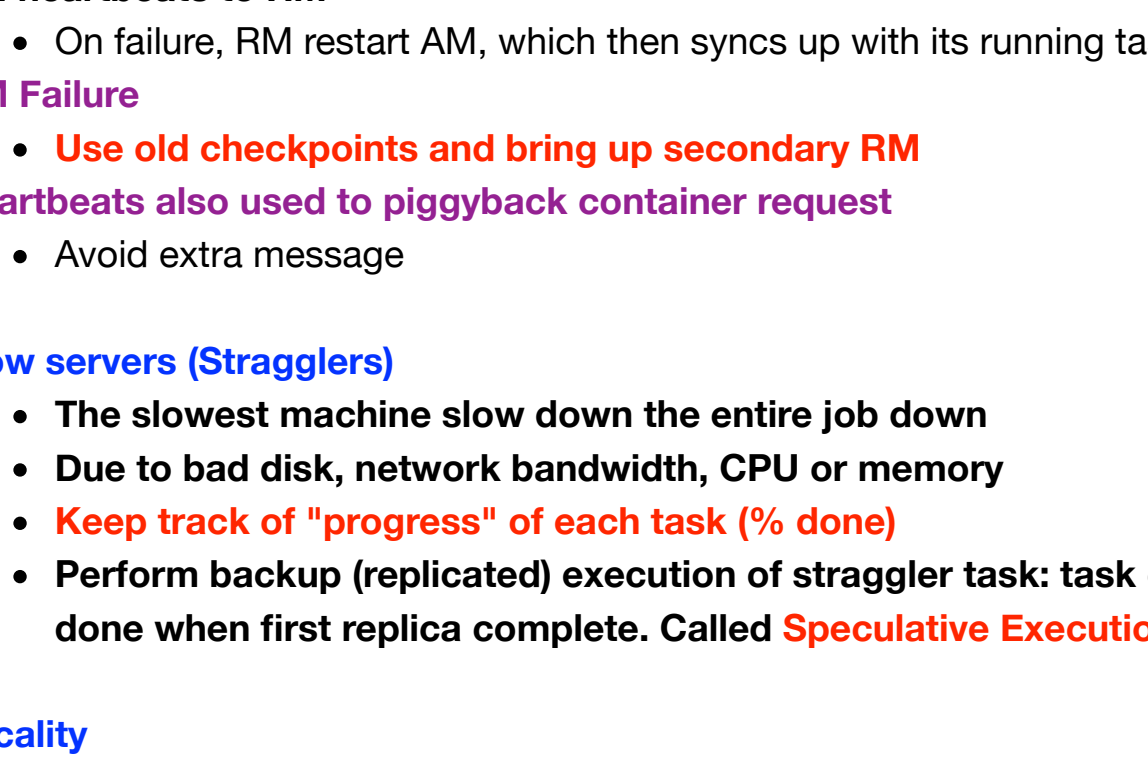 heartbeats to RM
• On failure, RM restart AM, which then syncs up with its running ta
Failure
• Use old checkpoints and bring up secondary RM
artbeats also used to piggyback container request
• Avoid extra message
ow servers (Stragglers)
• The slowest machine slow down the entire job down
• Due to bad disk, network bandwidth, CPU or memory
• Keep track of "progress" of each task (% done)
• Perform backup (replicated) execution of straggler task: task
done when first replica complete. Called Speculative Executio
cality